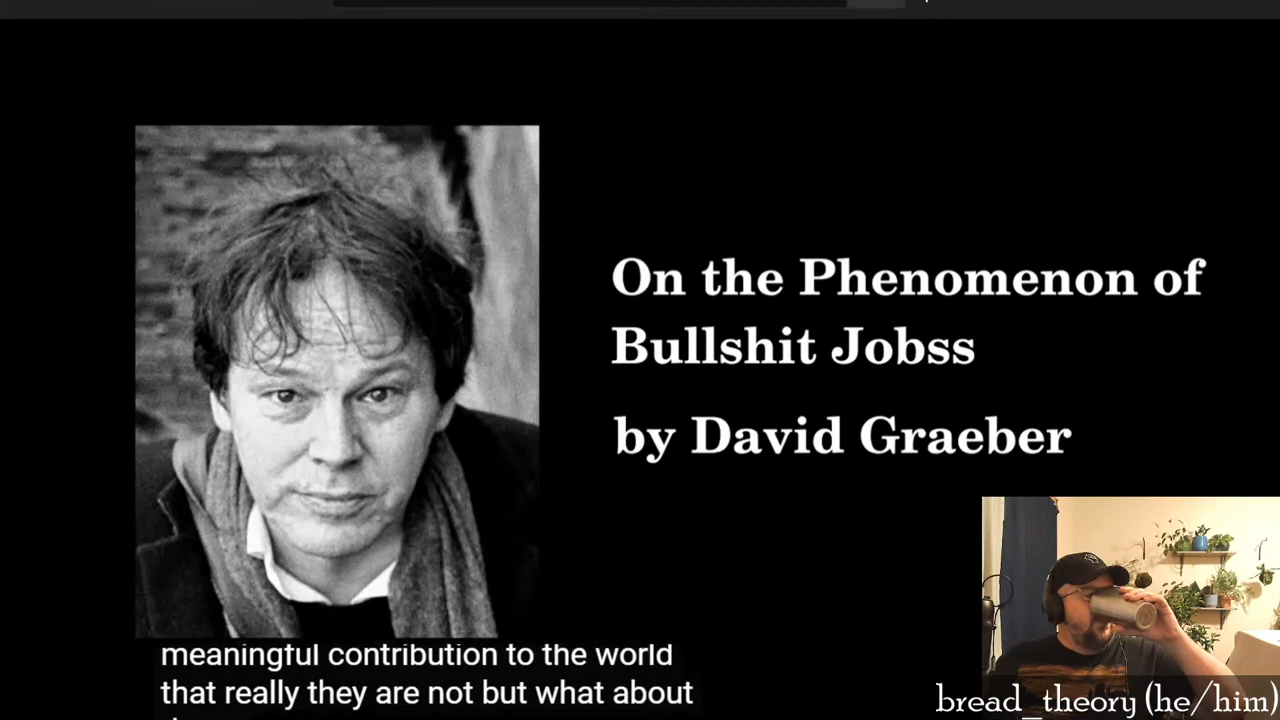 On the Phenomenon of
Bullshit Jobss
by David Graeber
meaningful contribution to the world
that really they are not but what about
bread_theory (he/him)